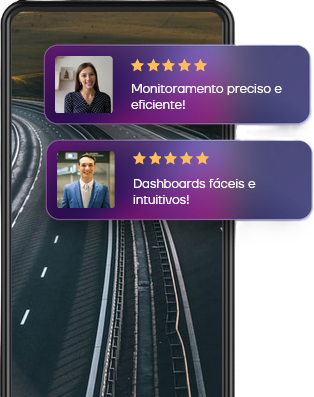 Monitoramento preciso e
eficiente!
Dashboards fáceis e
intuitivos!